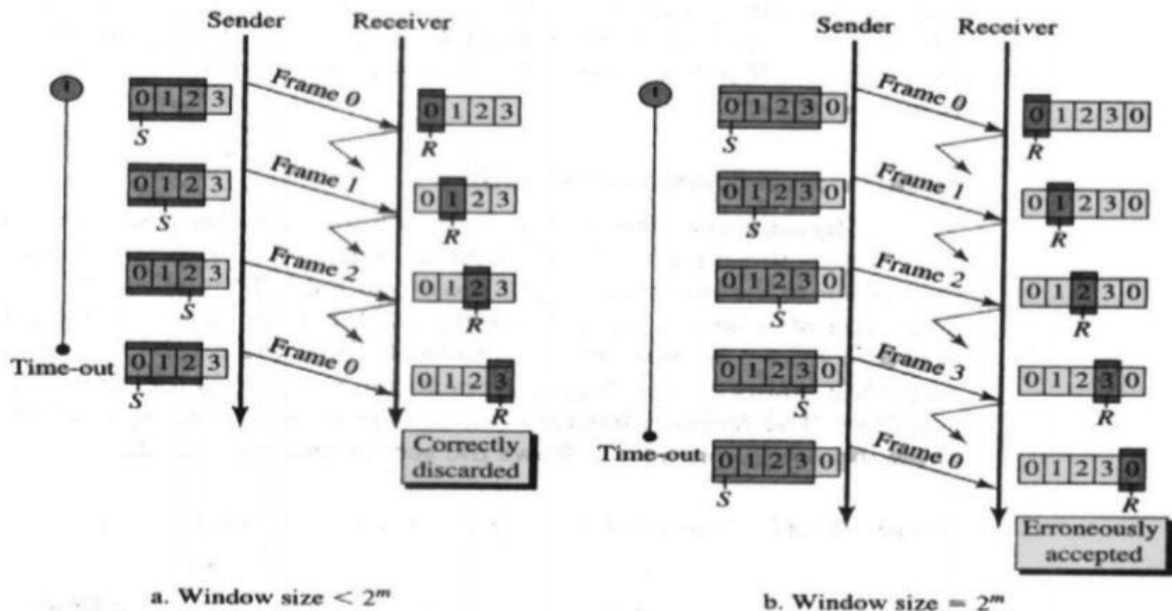 Sender Receiver
1
0 1 2 3
S
Frame 0
0 1 2 3
R
0 1 2 3
S
Frame 1
0 1 2 3
R
0 1 2 3
S
Frame 2
0 1 2 3
R
Time-out
0 1 2 3
S
Frame 0
0 1 2 3
R
Correctly
discarded
a. Window size < 2^m
Sender Receiver
1
0 1 2 3 0
S
Frame 0
0 1 2 3 0
R
0 1 2 3 0
S
Frame 1
0 1 2 3 0
R
0 1 2 3 0
S
Frame 2
0 1 2 3 0
R
0 1 2 3 0
S
Frame 3
0 1 2 3 0
R
Time-out
0 1 2 3 0
S
Frame 0
0 1 2 3 0
R
Erroneously
accepted
b. Window size = 2^m